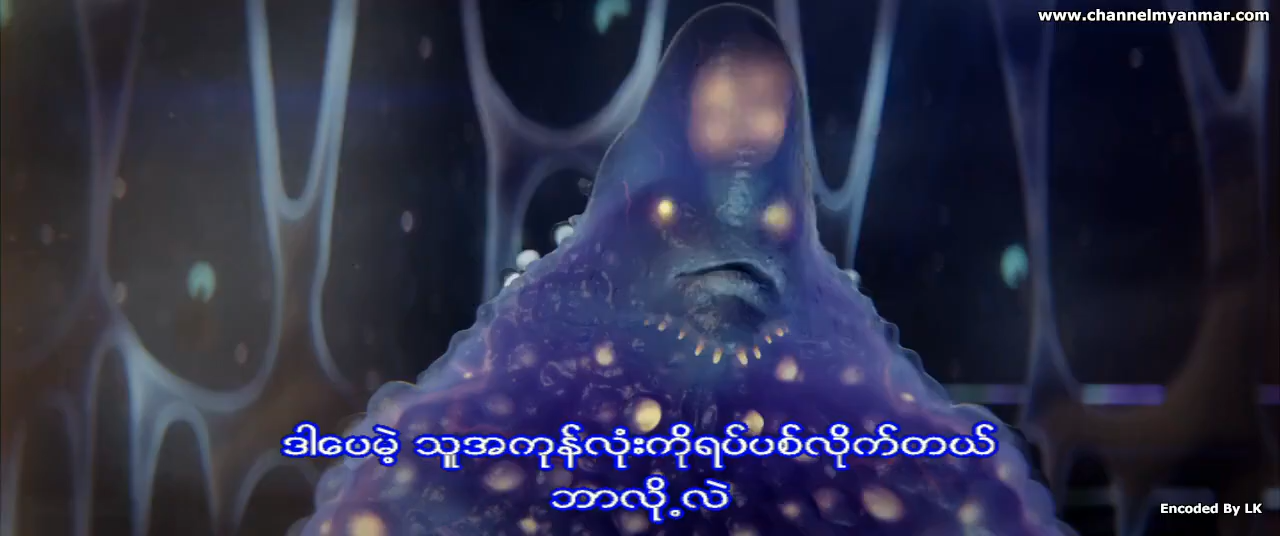 www.channelmyanmar.com
ဒါပေမဲ့ သူအကုန်လုံးကိုရပ်ပစ်လိုက်တယ်
ဘာလို့လဲ
Encoded By LK